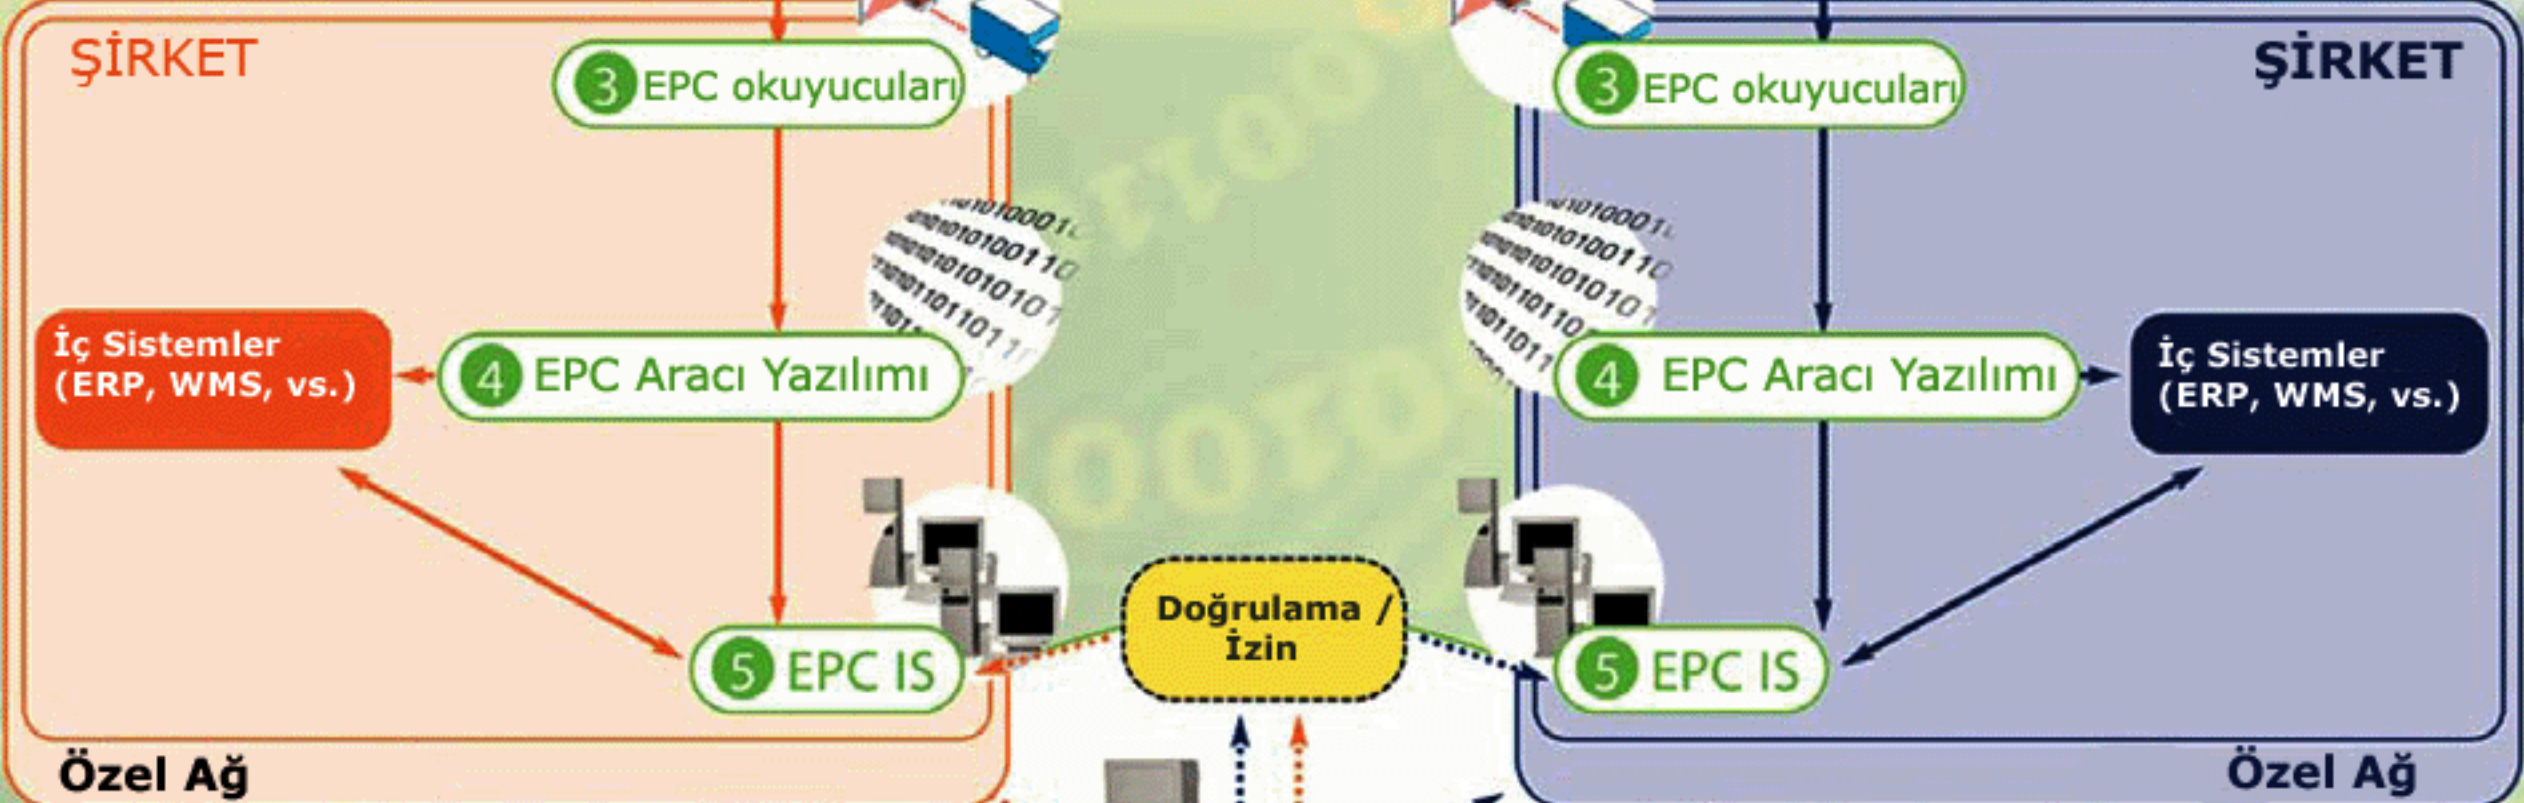 ŞİRKET
3 EPC okuyucuları
4 EPC Aracı Yazılımı
İç Sistemler
(ERP, WMS, vs.)
5 EPC IS
Özel Ağ
Doğrulama /
İzin
ŞİRKET
3 EPC okuyucuları
4 EPC Aracı Yazılımı
İç Sistemler
(ERP, WMS, vs.)
5 EPC IS
Özel Ağ